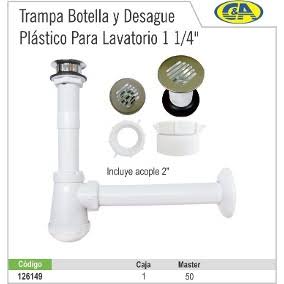 Trampa Botella y Desague
Plástico Para Lavatorio 1 1/4"
C&A
Incluye acople 2"
Código Caja Master
126149 1 50